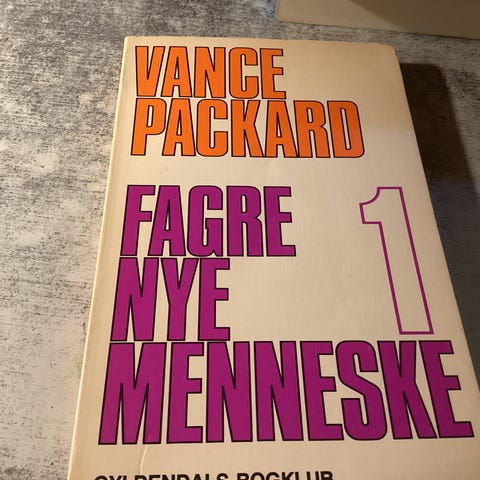 VANCE
PACKARD
FAGRE
NYE
MENNESKE
1
GYLDENDALS BOGKLUB